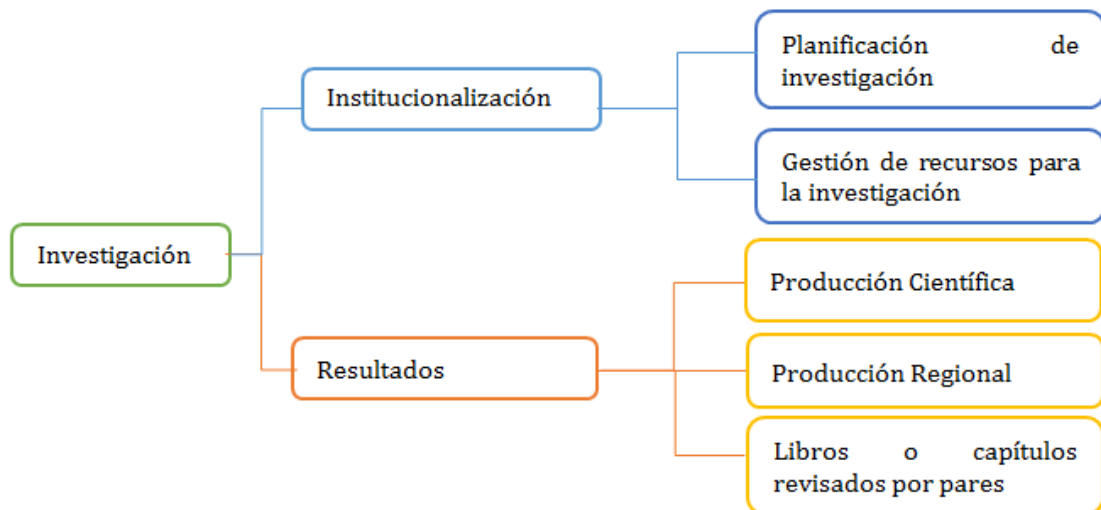 Investigación
Institucionalización
Planificación de
investigación
Gestión de recursos para
la investigación
Resultados
Producción Científica
Producción Regional
Libros o capítulos
revisados por pares